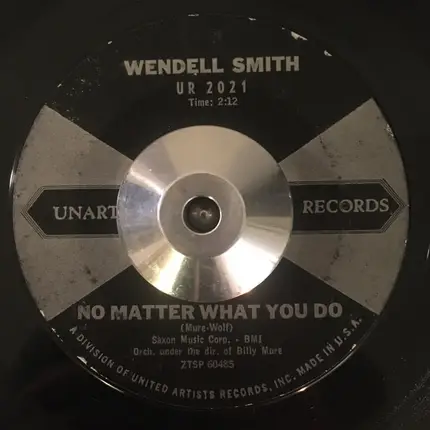 WENDELL SMITH
UR 2021
Time: 2:12
UNART RECORDS
NO MATTER WHAT YOU DO
(Mure-Wolf)
Saxon Music Corp. - BMI
Orch. under the dir. of Billy Mure
ZTSP 60485
A DIVISION OF UNITED ARTISTS RECORDS, INC. MADE IN U.S.A.